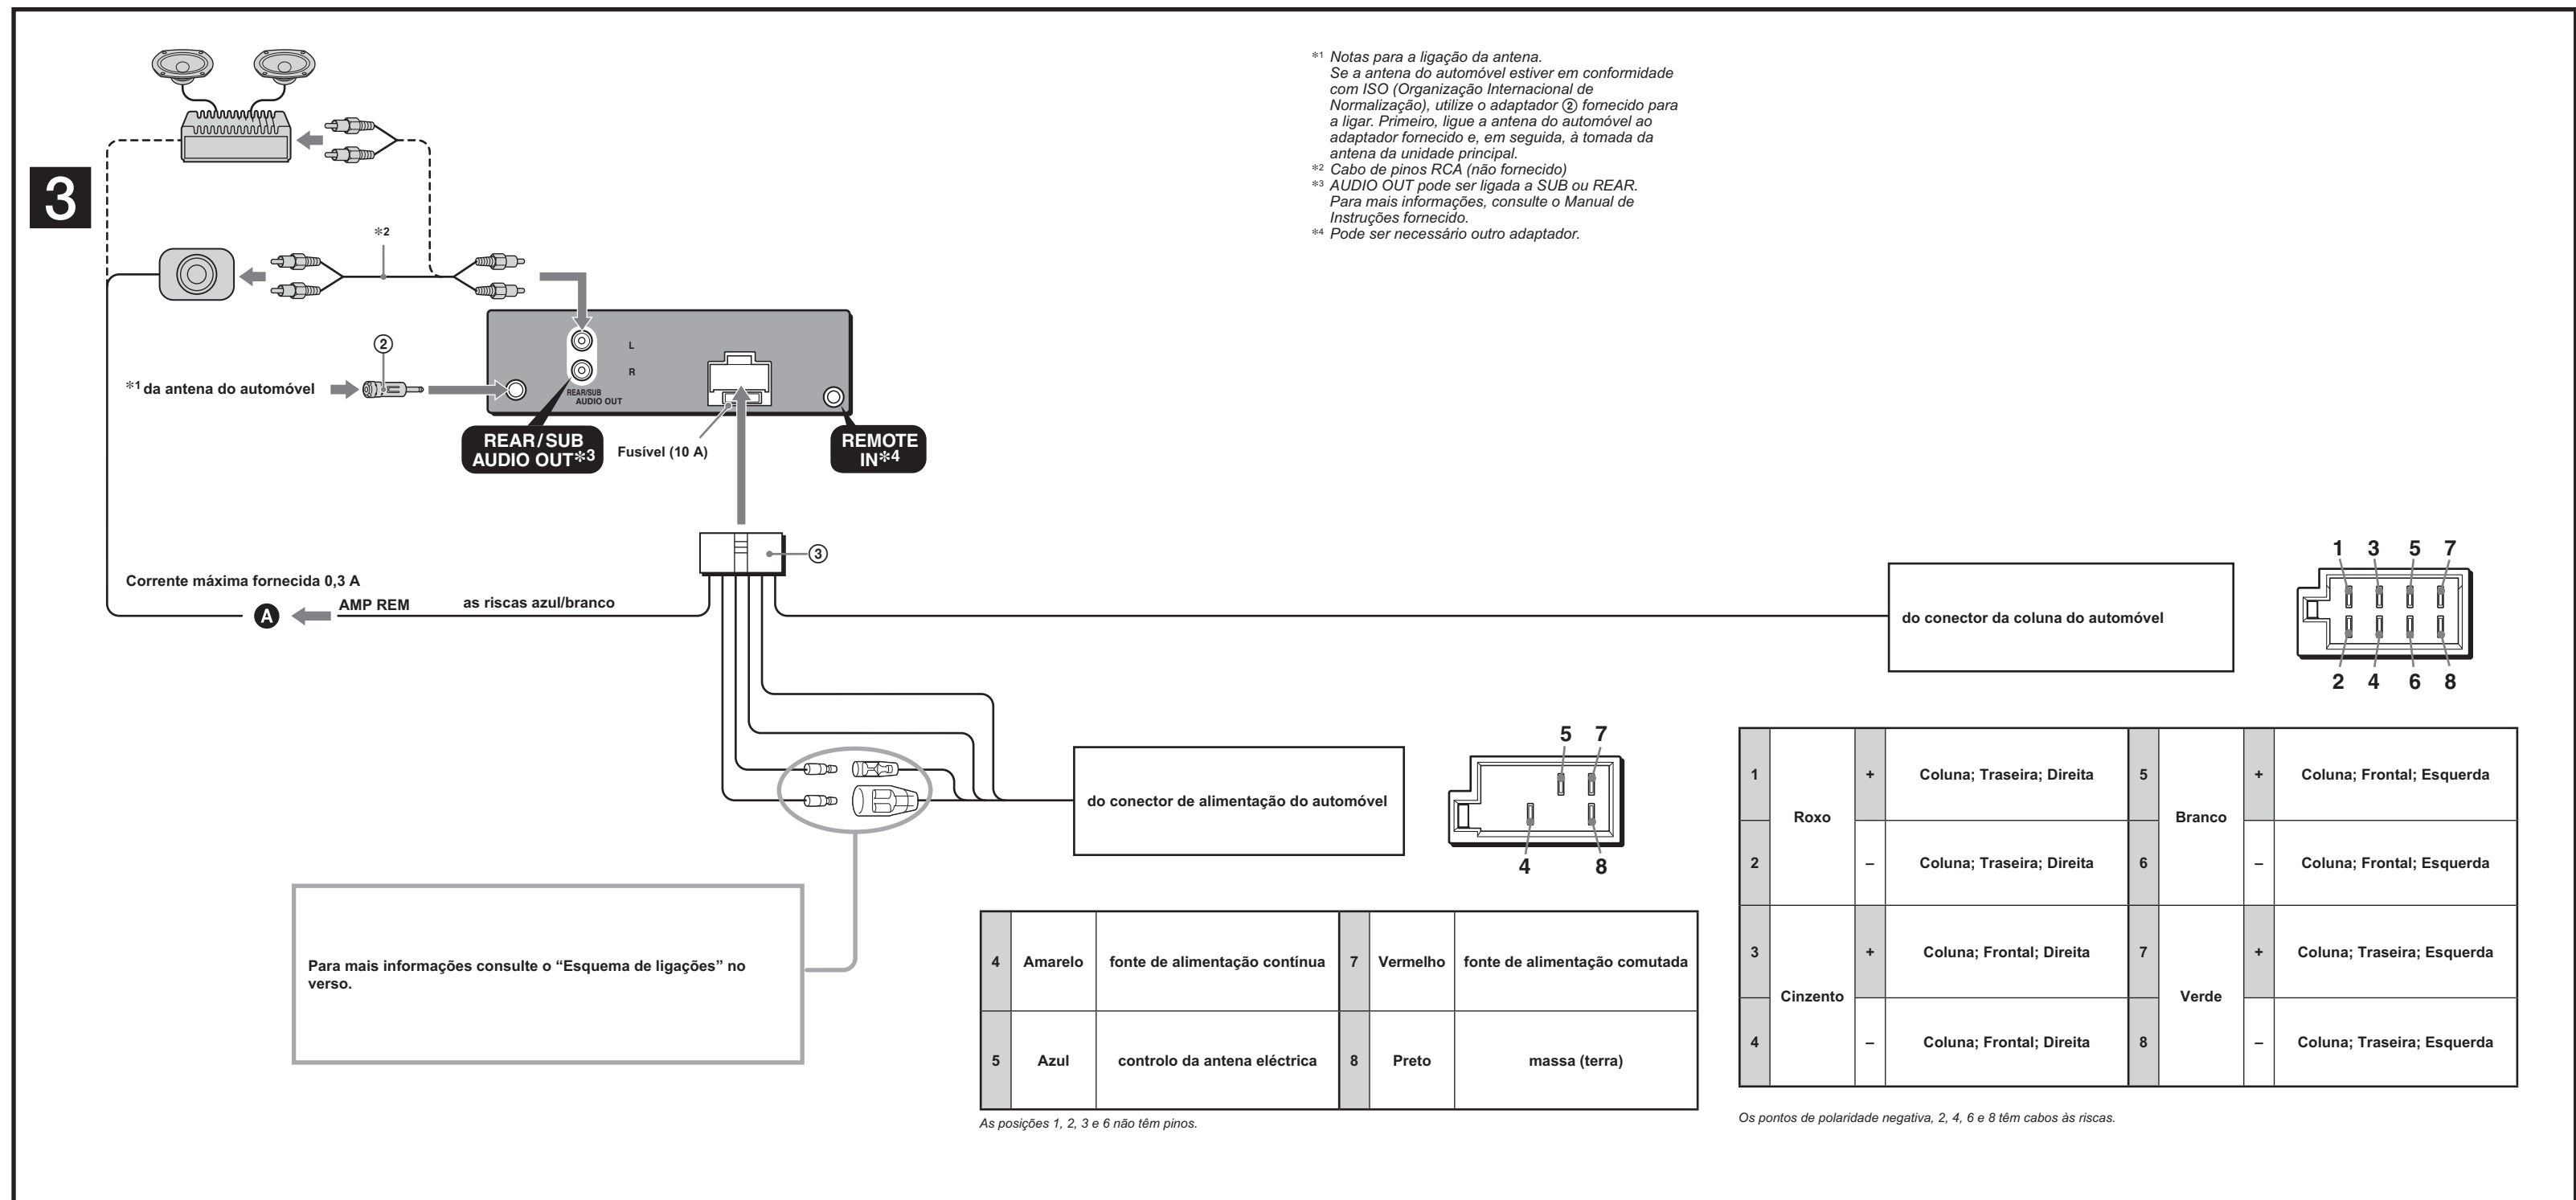 3
*1 Notas para a ligação da antena.
Se a antena do automóvel estiver em conformidade
com ISO (Organização Internacional de
Normalização), utilize o adaptador ② fornecido para
a ligar. Primeiro, ligue a antena do automóvel ao
adaptador fornecido e, em seguida, à tomada da
antena da unidade principal.
*2 Cabo de pinos RCA (não fornecido)
*3 AUDIO OUT pode ser ligada a SUB ou REAR.
Para mais informações, consulte o Manual de
Instruções fornecido.
*4 Pode ser necessário outro adaptador.
*2
②
*1 da antena do automóvel
L
R
REAR/SUB
AUDIO OUT
REAR/SUB
AUDIO OUT*3
Fusível (10 A)
REMOTE
IN*4
③
Corrente máxima fornecida 0,3 A
A
AMP REM
as riscas azul/branco
do conector da coluna do automóvel
1 3 5 7
2 4 6 8
do conector de alimentação do automóvel
5 7
4 8
Para mais informações consulte o “Esquema de ligações” no
verso.
4 Amarelo fonte de alimentação contínua 7 Vermelho fonte de alimentação comutada
5 Azul controlo da antena eléctrica 8 Preto massa (terra)
As posições 1, 2, 3 e 6 não têm pinos.
1 + Coluna; Traseira; Direita 5 + Coluna; Frontal; Esquerda
Roxo Branco
2 – Coluna; Traseira; Direita 6 – Coluna; Frontal; Esquerda
3 + Coluna; Frontal; Direita 7 + Coluna; Traseira; Esquerda
Cinzento Verde
4 – Coluna; Frontal; Direita 8 – Coluna; Traseira; Esquerda
Os pontos de polaridade negativa, 2, 4, 6 e 8 têm cabos às riscas.